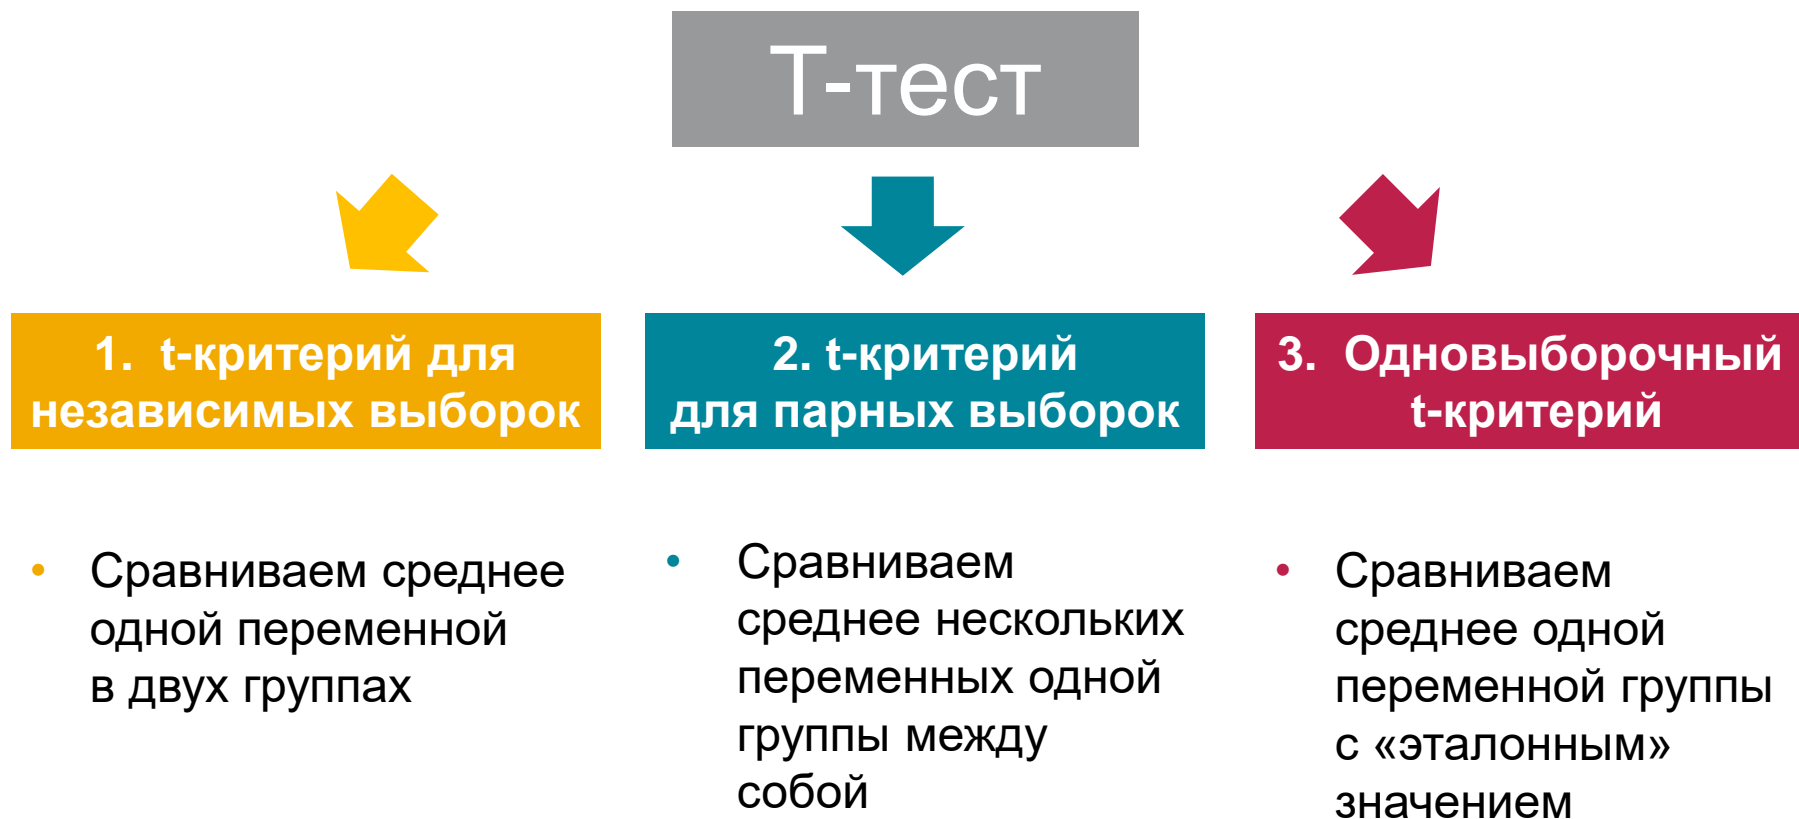 Т-тест
1. t-критерий для
независимых выборок
2. t-критерий
для парных выборок
3. Одновыборочный
t-критерий
• Сравниваем среднее
одной переменной
в двух группах
• Сравниваем
среднее нескольких
переменных одной
группы между
собой
• Сравниваем
среднее одной
переменной группы
с «эталонным»
значением